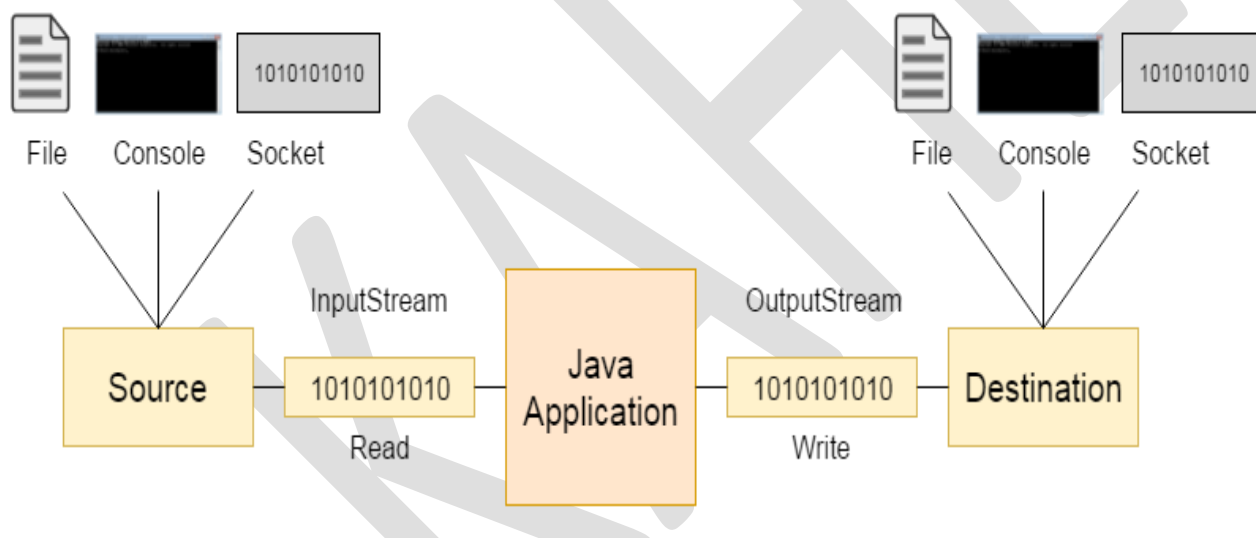 1010101010
1010101010
File Console Socket
File Console Socket
InputStream
OutputStream
Source
1010101010
Java
Application
1010101010
Destination
Read
Write